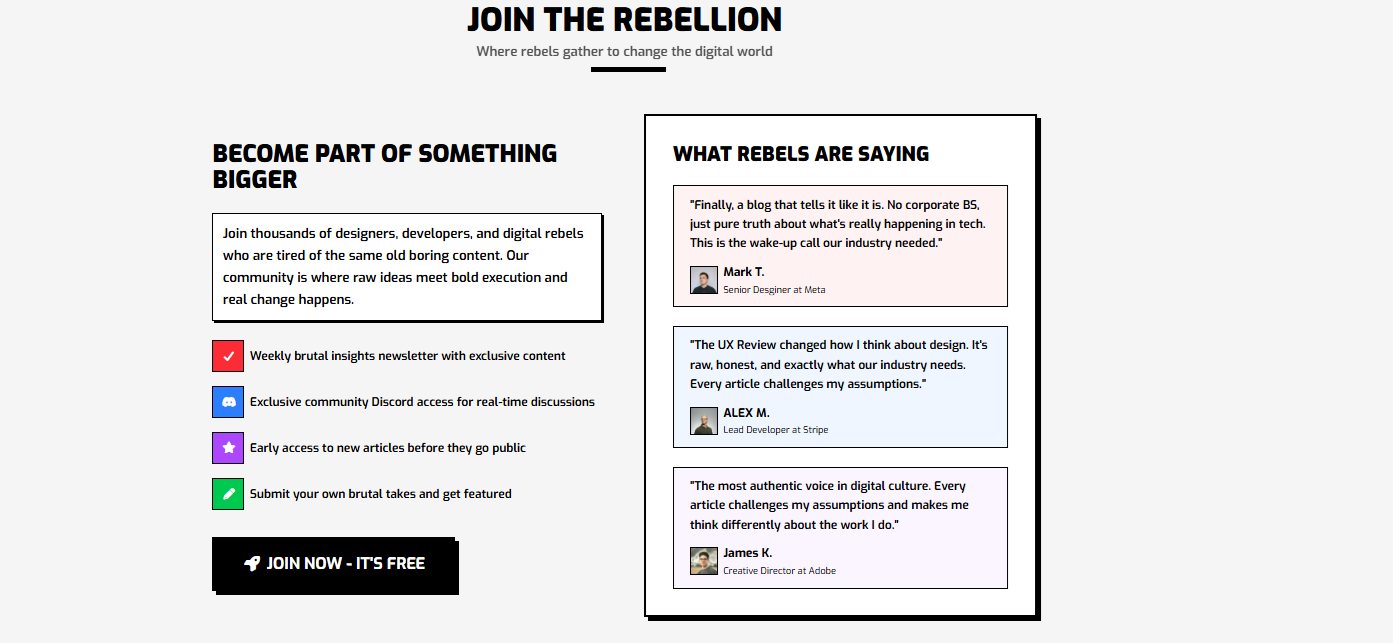 JOIN THE REBELLION
Where rebels gather to change the digital world
BECOME PART OF SOMETHING
BIGGER
Join thousands of designers, developers, and digital rebels
who are tired of the same old boring content. Our
community is where raw ideas meet bold execution and
real change happens.
Weekly brutal insights newsletter with exclusive content
Exclusive community Discord access for real-time discussions
Early access to new articles before they go public
Submit your own brutal takes and get featured
JOIN NOW - IT'S FREE
WHAT REBELS ARE SAYING
"Finally, a blog that tells it like it is. No corporate BS,
just pure truth about what's really happening in tech.
This is the wake-up call our industry needed."
Mark T.
Senior Desginer at Meta
"The UX Review changed how I think about design. It's
raw, honest, and exactly what our industry needs.
Every article challenges my assumptions."
ALEX M.
Lead Developer at Stripe
"The most authentic voice in digital culture. Every
article challenges my assumptions and makes me
think differently about the work I do."
James K.
Creative Director at Adobe